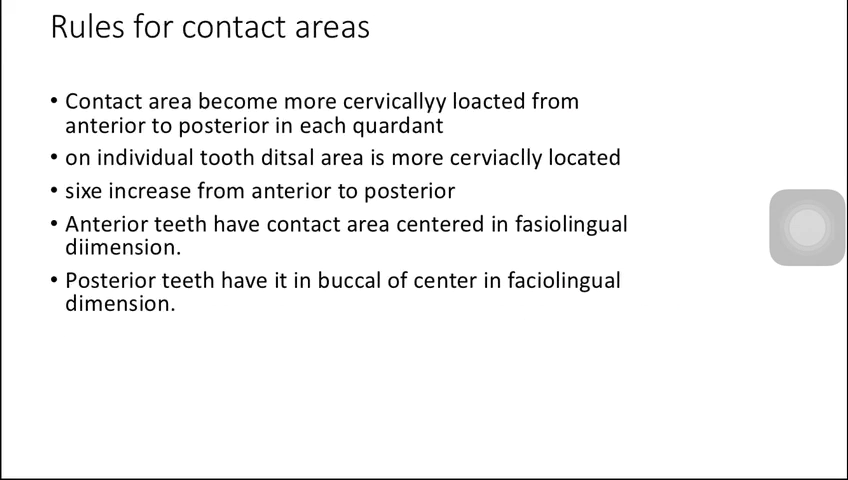 Rules for contact areas
• Contact area become more cervicallyy loacted from
anterior to posterior in each quardant
• on individual tooth ditsal area is more cerviaclly located
• sixe increase from anterior to posterior
• Anterior teeth have contact area centered in fasiolingual
diimension.
• Posterior teeth have it in buccal of center in faciolingual
dimension.